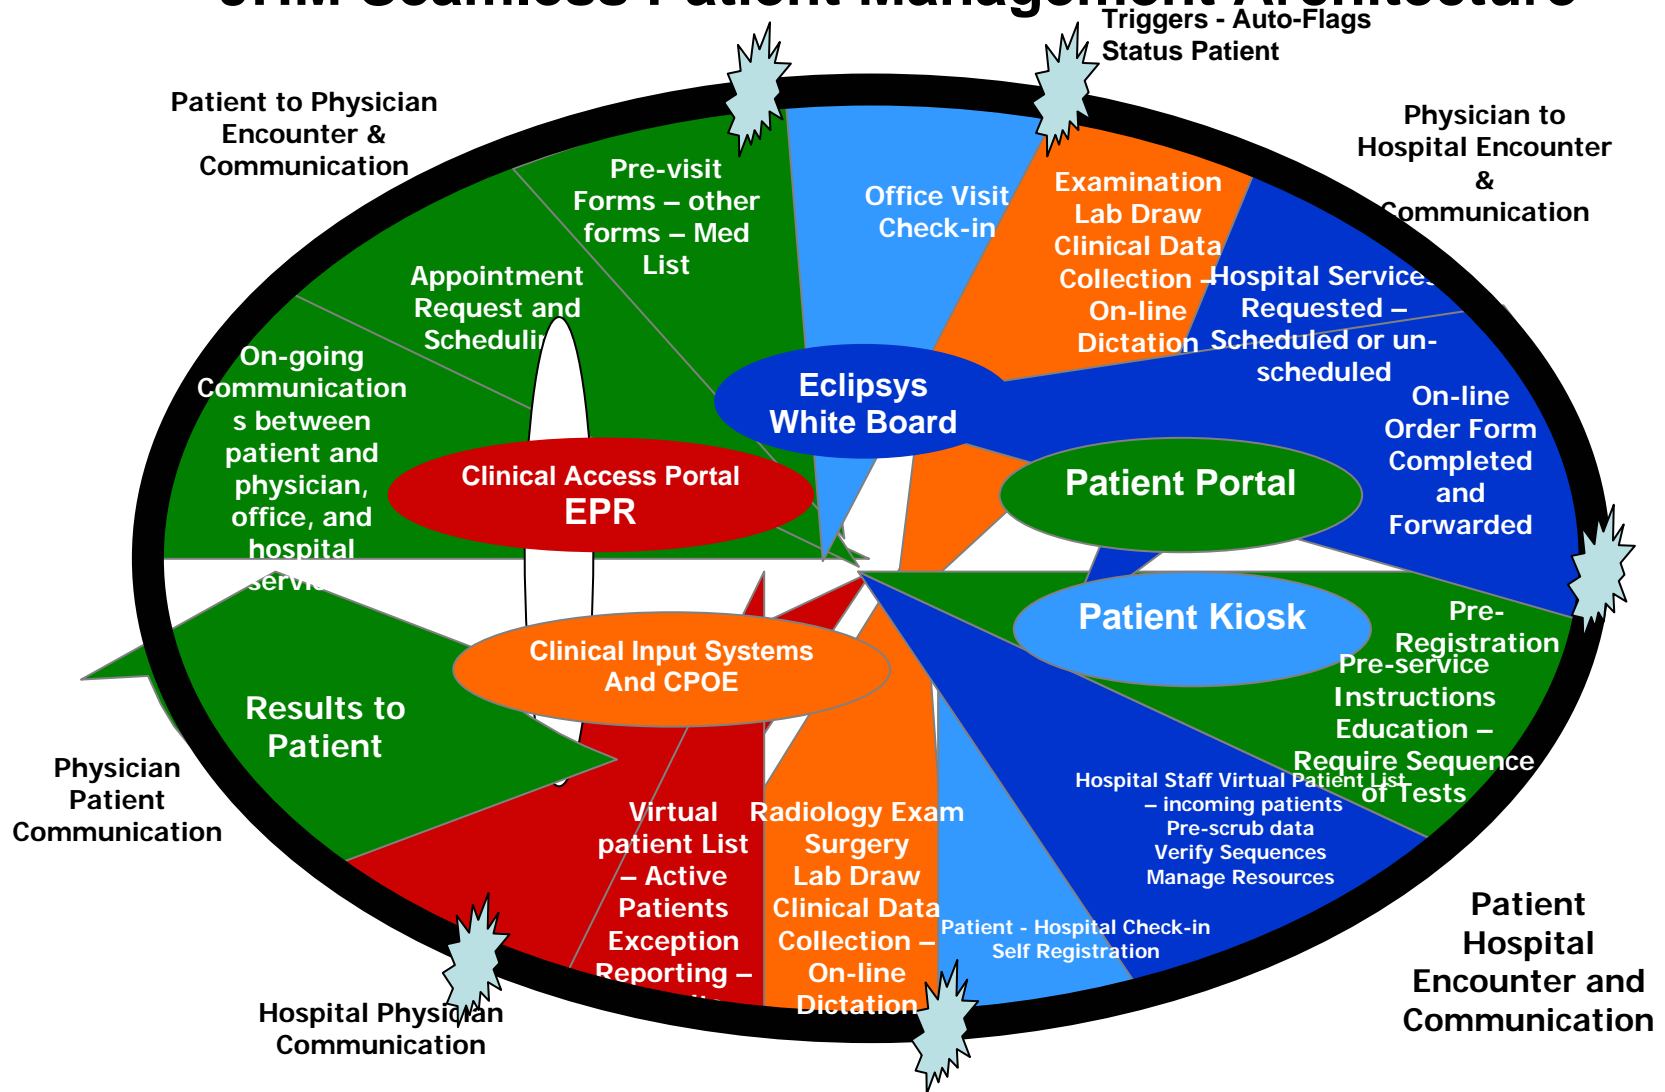 Seamless Patient Management Architecture
Triggers - Auto-Flags
Status Patient
Patient to Physician
Encounter &
Communication
Physician to
Hospital Encounter
&
Communication
Pre-visit
Forms – other
forms – Med
List
Office Visit
Check-in
Examination
Lab Draw
Clinical Data
Collection –
On-line
Dictation
Hospital Services
Requested –
Scheduled or un-
scheduled
Appointment
Request and
Scheduling
On-going
Communication
s between
patient and
physician,
office, and
hospital
On-line
Order Form
Completed
and
Forwarded
Eclipsys
White Board
Clinical Access Portal
EPR
Patient Portal
Patient Kiosk
Clinical Input Systems
And CPOE
Pre-
Registration
Pre-service
Instructions
Education –
Require Sequence
of Tests
Results to
Patient
Physician
Patient
Communication
Hospital Staff Virtual Patient List
– incoming patients
Pre-scrub data
Verify Sequences
Manage Resources
Virtual
patient List
– Active
Patients
Exception
Reporting –
Radiology Exam
Surgery
Lab Draw
Clinical Data
Collection –
On-line
Dictation
Patient - Hospital Check-in
Self Registration
Patient
Hospital
Encounter and
Communication
Hospital Physician
Communication